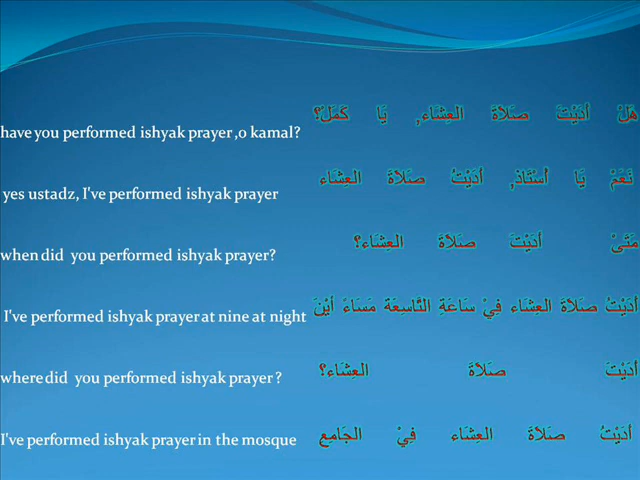 have you performed ishyak prayer ,o kamal?
هَلْ أَدَيْتَ صَلاَةَ العِشَاء, يَا كَمَلْ؟
yes ustadz, I've performed ishyak prayer
نَعَمْ يَا أُسْتَاذ, أَدَيْتُ صَلاَةَ العِشَاء
when did you performed ishyak prayer?
مَتَىْ أَدَيْتَ صَلاَةَ العِشَاء؟
I've performed ishyak prayer at nine at night
أَدَيْتُ صَلاَةَ العِشَاء فِيْ سَاعَةِ التَّاسِعَة مَسَاءً أَيْنَ
where did you performed ishyak prayer ?
أَدَيْتَ صَلاَةَ العِشَاء؟
I've performed ishyak prayer in the mosque
أَدَيْتُ صَلاَةَ العِشَاء فِيْ الجَامِع